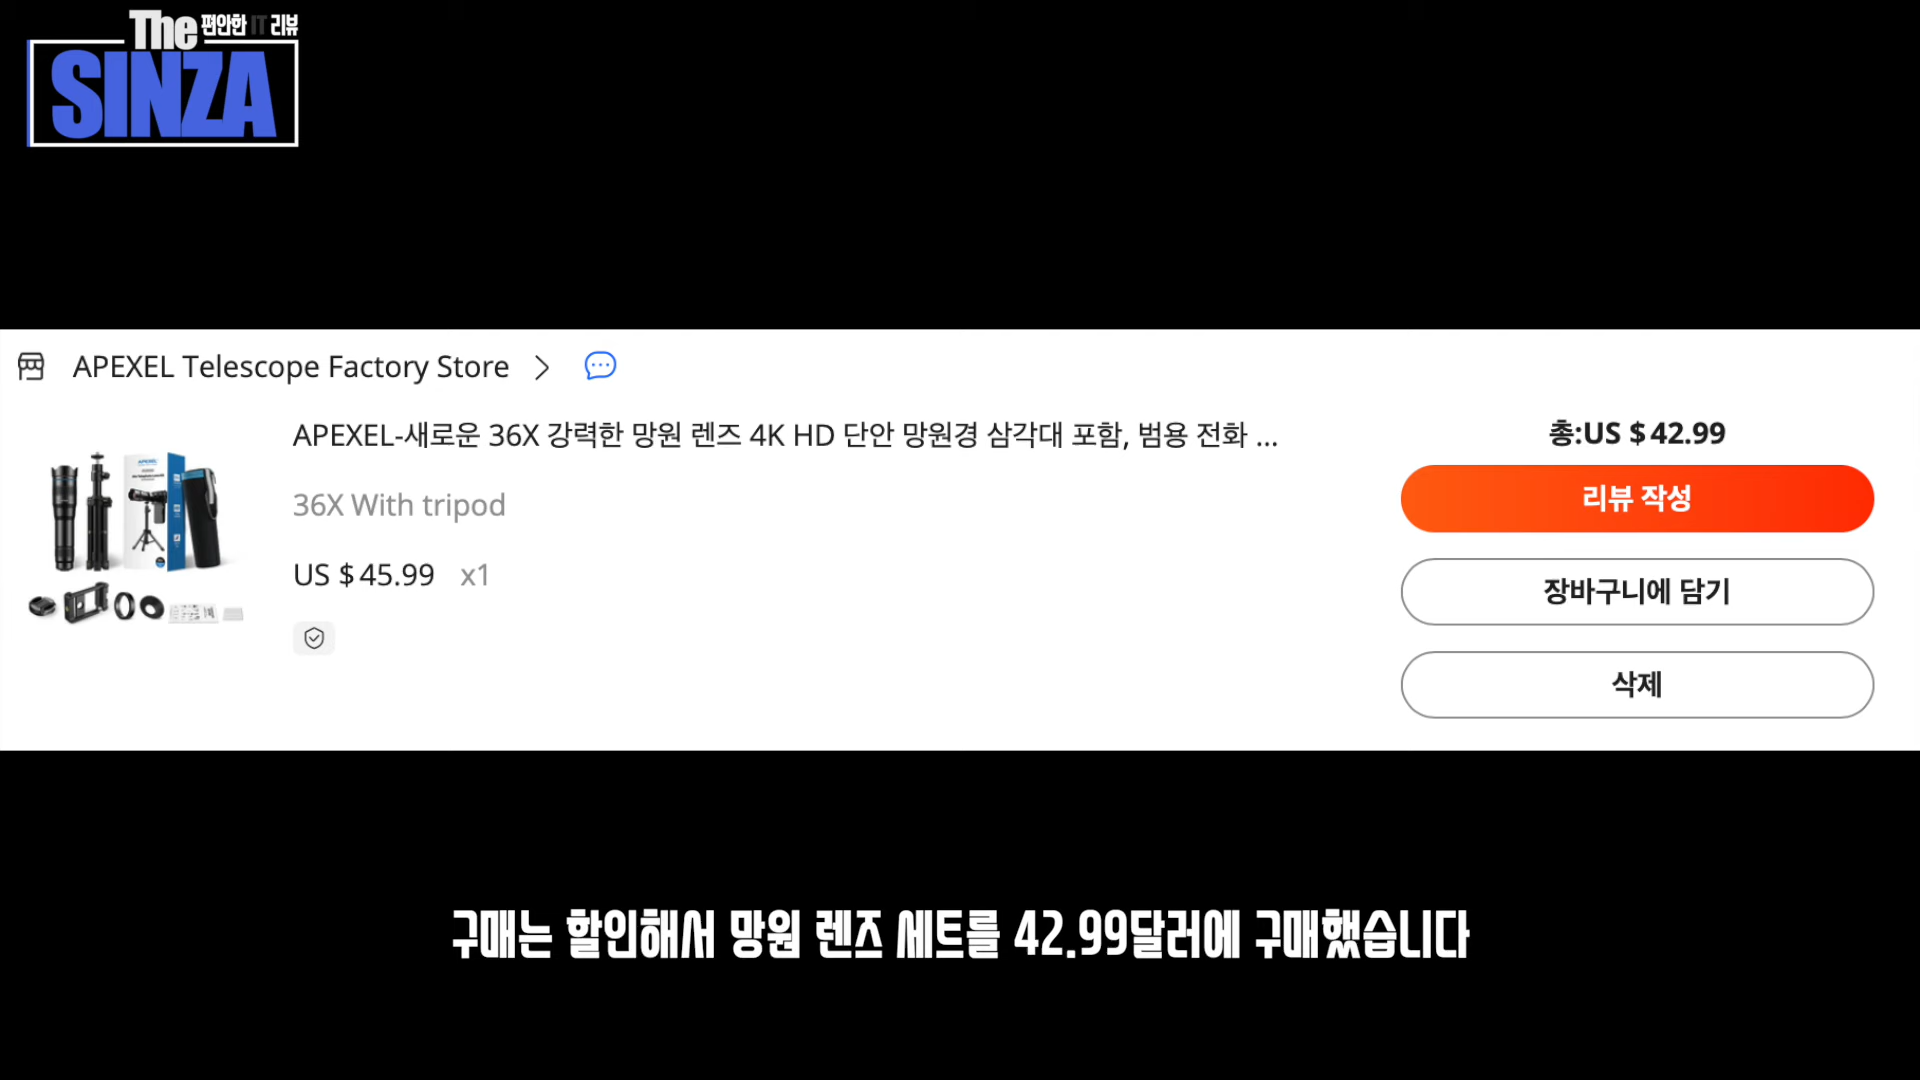 The 편안한 IT 리뷰
SINZA
APEXEL Telescope Factory Store
APEXEL-새로운 36X 강력한 망원 렌즈 4K HD 단안 망원경 삼각대 포함, 범용 전화 ...
총:US $42.99
36X With tripod
리뷰 작성
US $45.99 x1
장바구니에 담기
삭제
구매는 할인해서 망원 렌즈 세트를 42.99달러에 구매했습니다